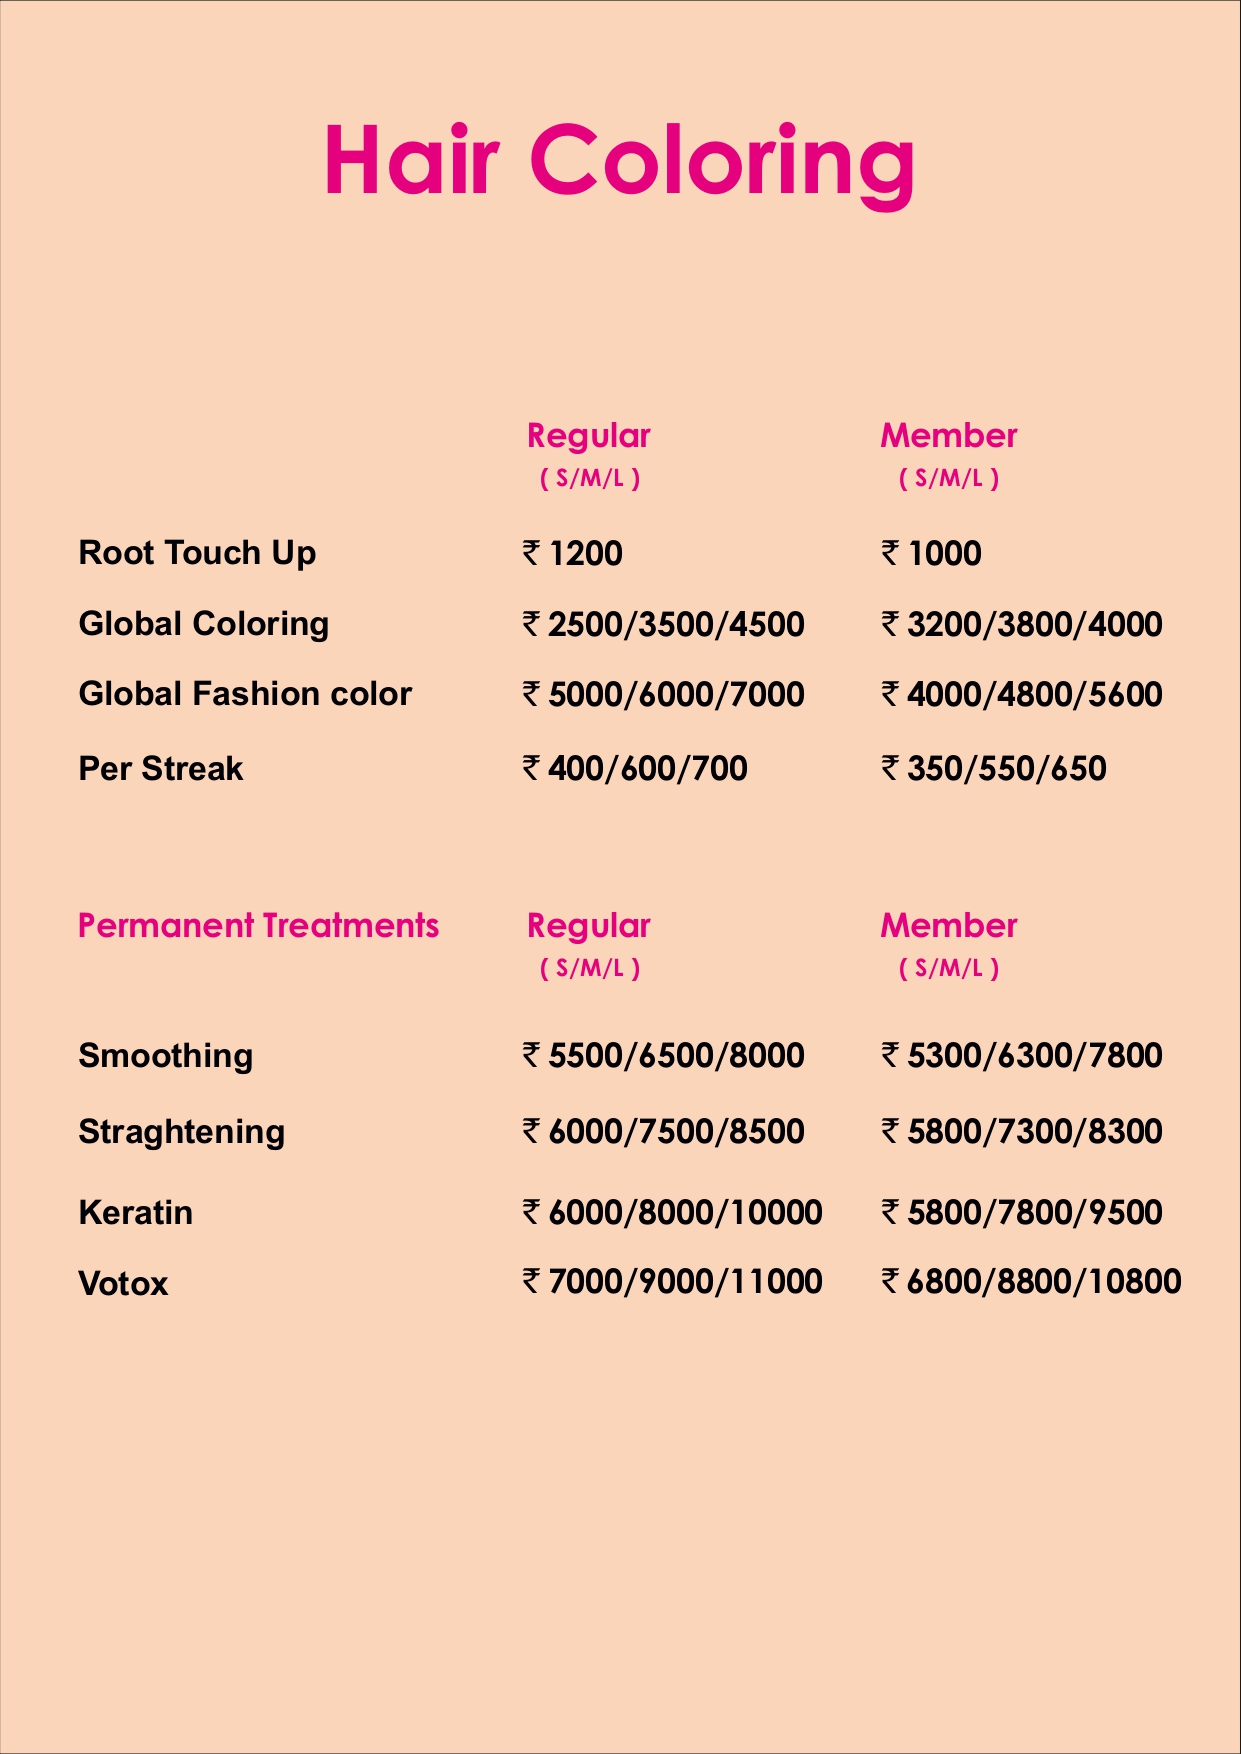 Hair Coloring
Regular Member
( S/M/L ) ( S/M/L )
Root Touch Up ₹ 1200 ₹ 1000
Global Coloring ₹ 2500/3500/4500 ₹ 3200/3800/4000
Global Fashion color ₹ 5000/6000/7000 ₹ 4000/4800/5600
Per Streak ₹ 400/600/700 ₹ 350/550/650
Permanent Treatments Regular Member
( S/M/L ) ( S/M/L )
Smoothing ₹ 5500/6500/8000 ₹ 5300/6300/7800
Straghtening ₹ 6000/7500/8500 ₹ 5800/7300/8300
Keratin ₹ 6000/8000/10000 ₹ 5800/7800/9500
Votox ₹ 7000/9000/11000 ₹ 6800/8800/10800